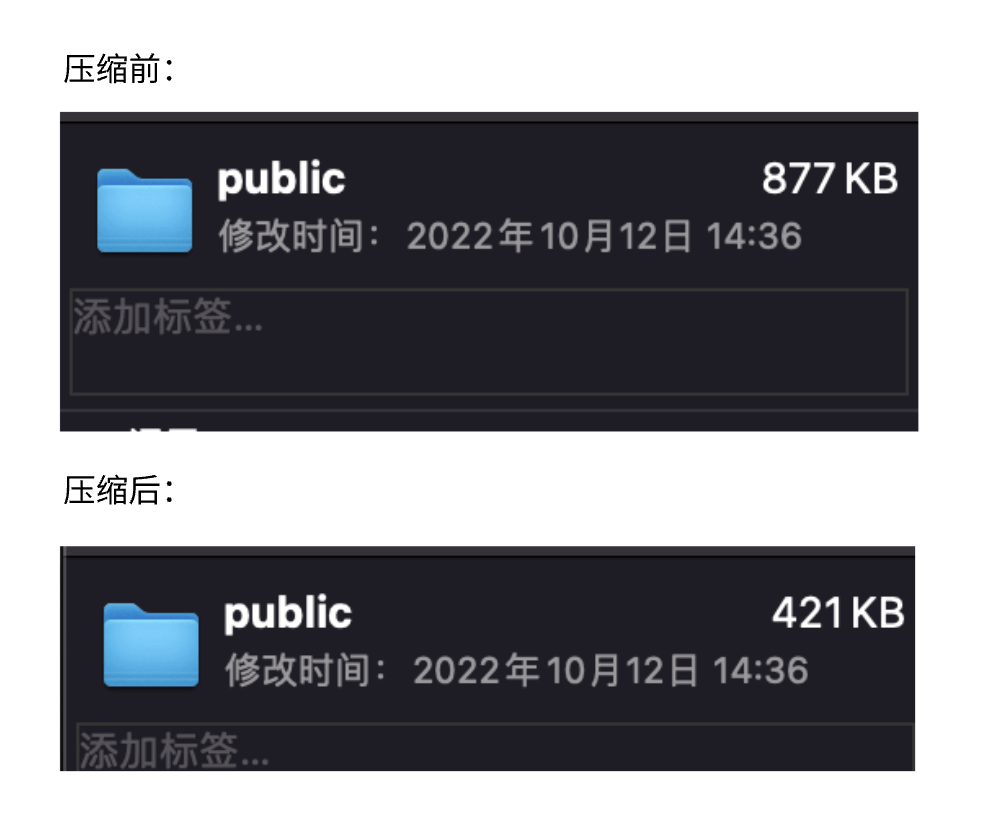 压缩前：
public 877 KB
修改时间： 2022年10月12日 14:36
添加标签...
压缩后：
public 421 KB
修改时间： 2022年10月12日 14:36
添加标签...